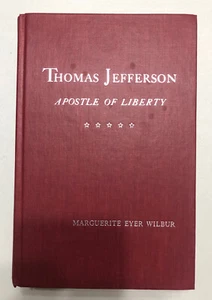 THOMAS JEFFERSON
APOSTLE OF LIBERTY
MARGUERITE EYER WILBUR